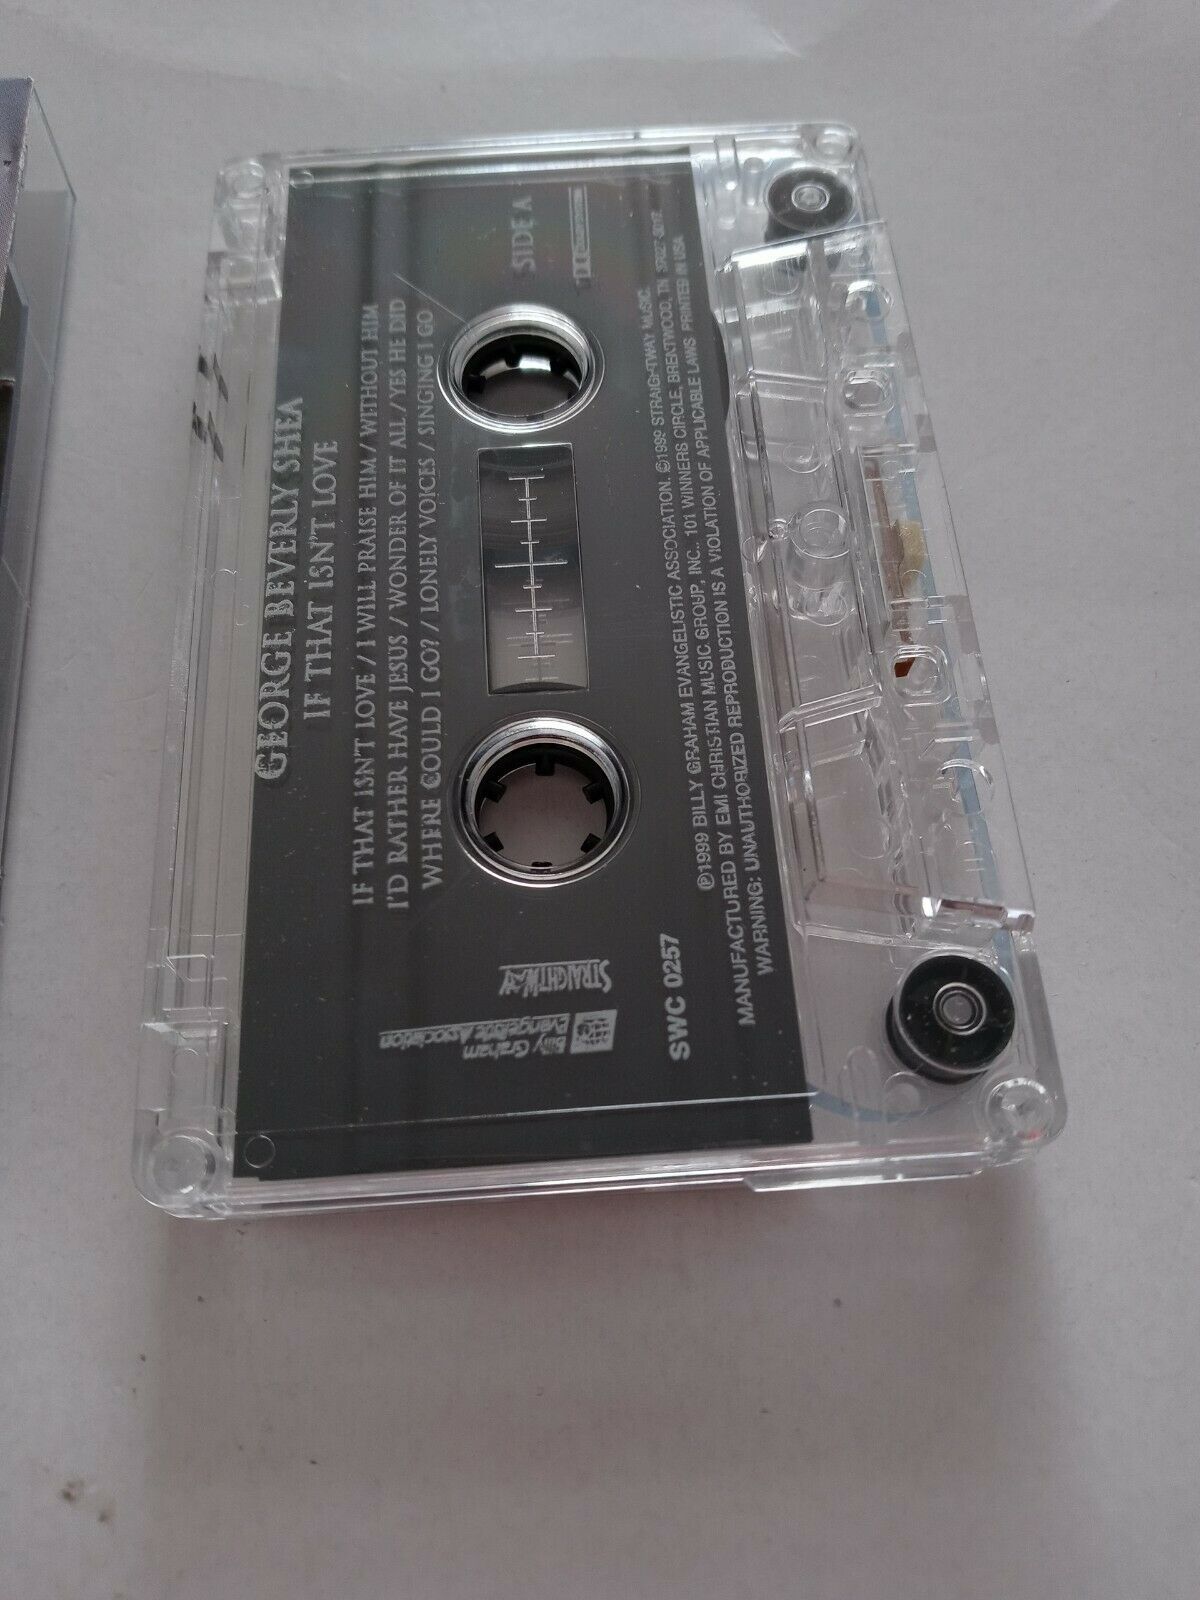 GEORGE BEVERLY SHEA
IF THAT ISN'T LOVE
SIDE A
IF THAT ISN'T LOVE / I WILL PRAISE HIM / WITHOUT HIM
I'D RATHER HAVE JESUS / WONDER OF IT ALL / YES HE DID
WHERE COULD I GO? / LONELY VOICES / SINGING I GO
Billy Graham
Evangelistic Association
STRAIGHTWAY
SWC 0257
℗1999 BILLY GRAHAM EVANGELISTIC ASSOCIATION. ©1999 STRAIGHTWAY MUSIC.
MANUFACTURED BY EMI CHRISTIAN MUSIC GROUP, INC., 101 WINNERS CIRCLE, BRENTWOOD, TN
WARNING: UNAUTHORIZED REPRODUCTION IS A VIOLATION OF APPLICABLE LAWS PRINTED IN USA